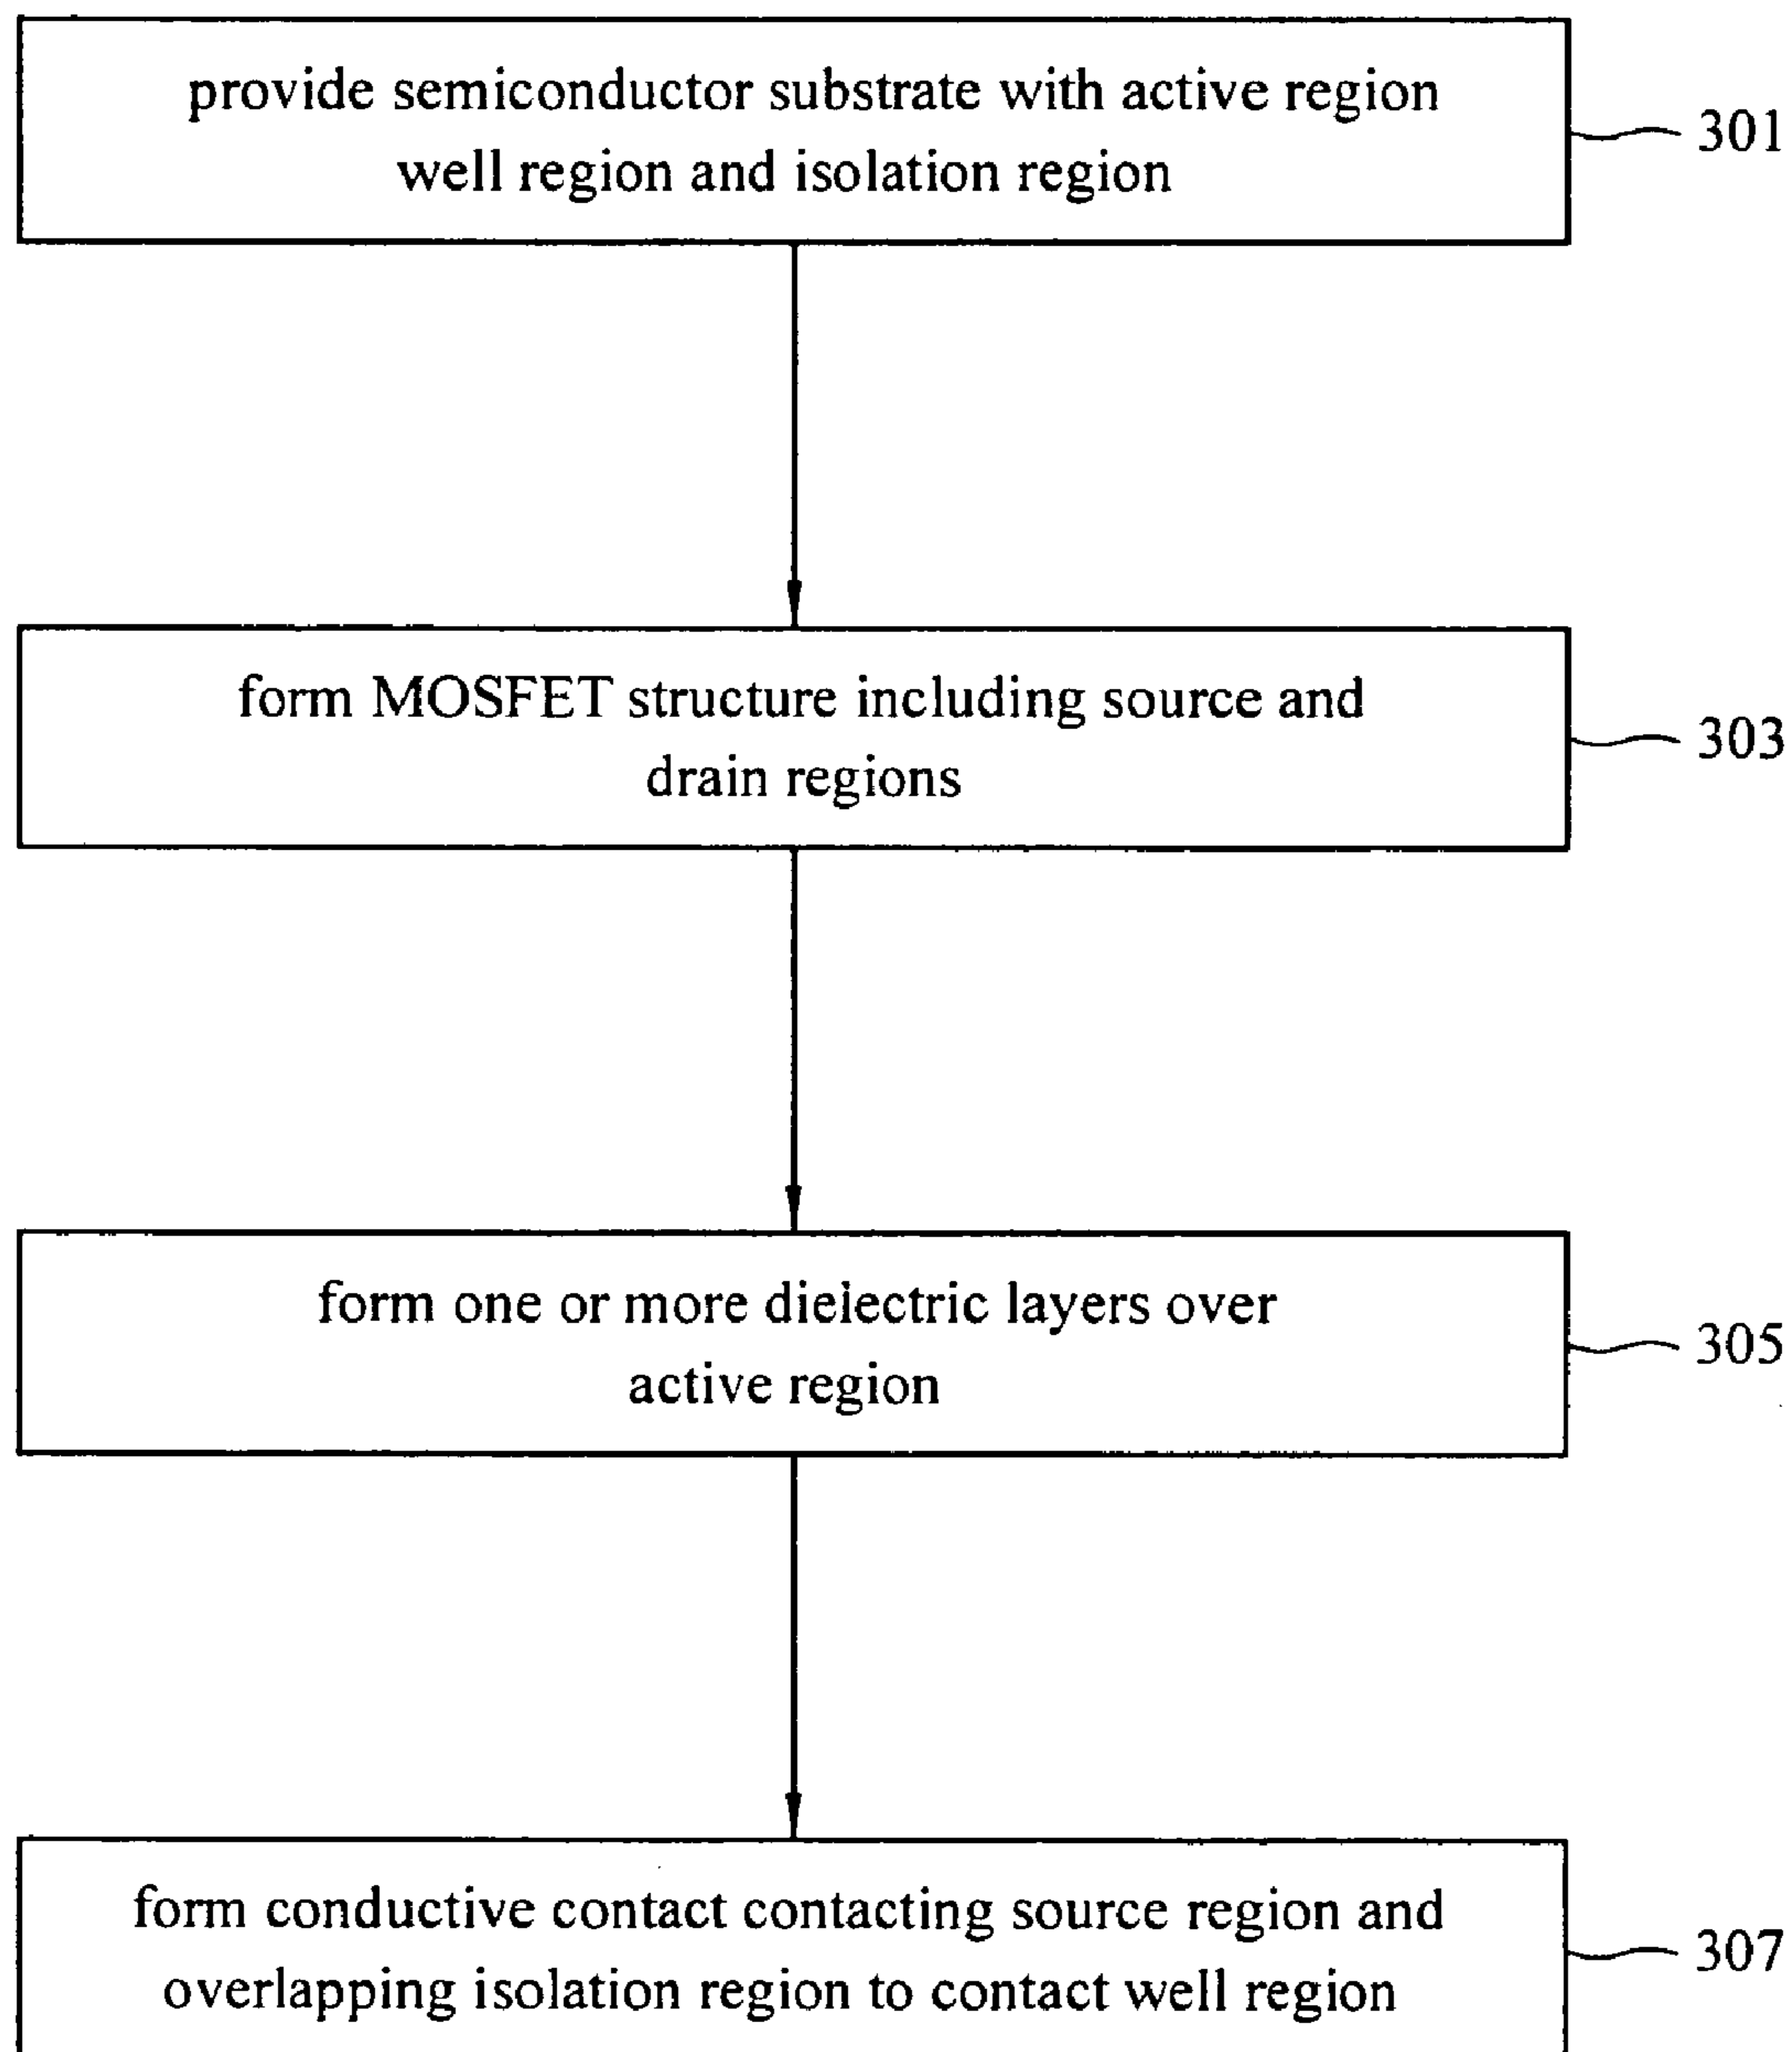 provide semiconductor substrate with active region
well region and isolation region
301
form MOSFET structure including source and
drain regions
303
form one or more dielectric layers over
active region
305
form conductive contact contacting source region and
overlapping isolation region to contact well region
307